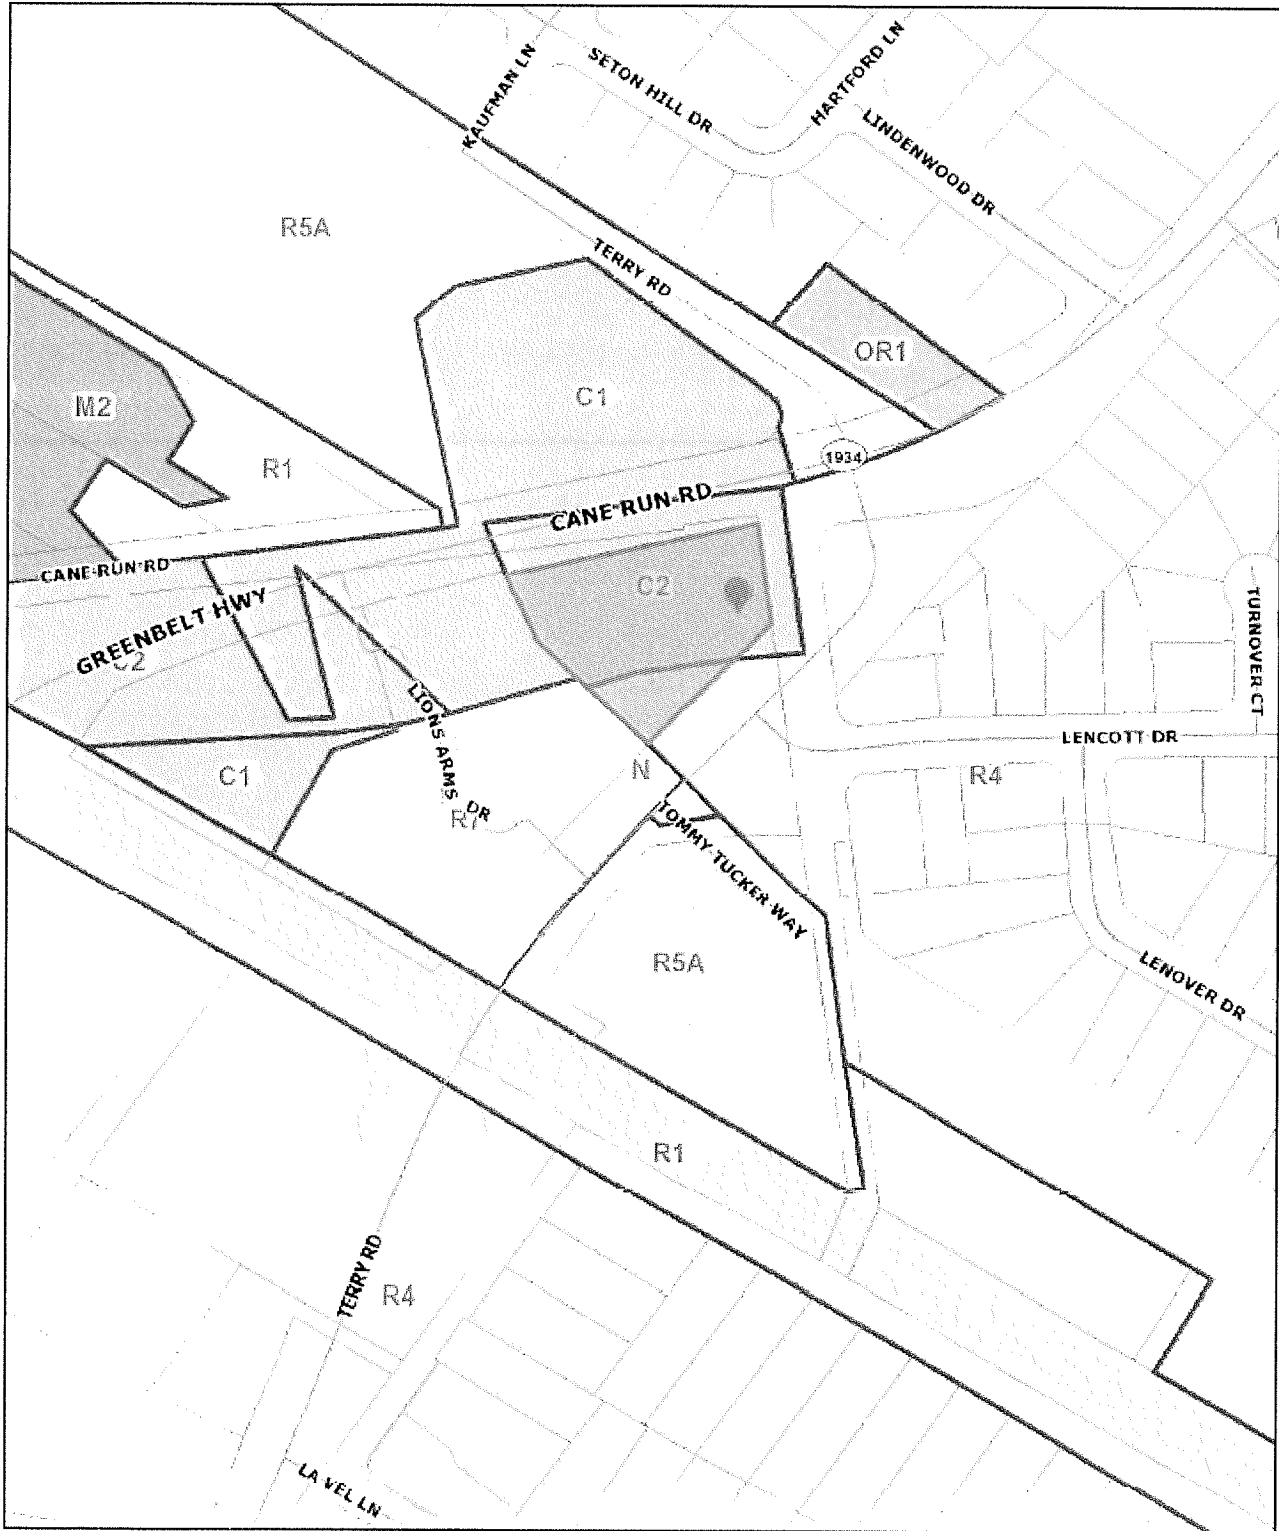 KAUFMAN LN
SETON HILL DR
HARTFORD LN
LINDENWOOD DR
R5A
TERRY RD
OR1
C1
M2
R1
1934
CANE RUN RD
CANE RUN RD
C2
GREENBELT HWY
C2
TURNOVER CT
LIONS ARMS DR
LENCOTT DR
C1
N
R4
R7
TOMMY TUCKER WAY
R5A
LENOVER DR
R1
TERRY RD
R4
LA VEL LN